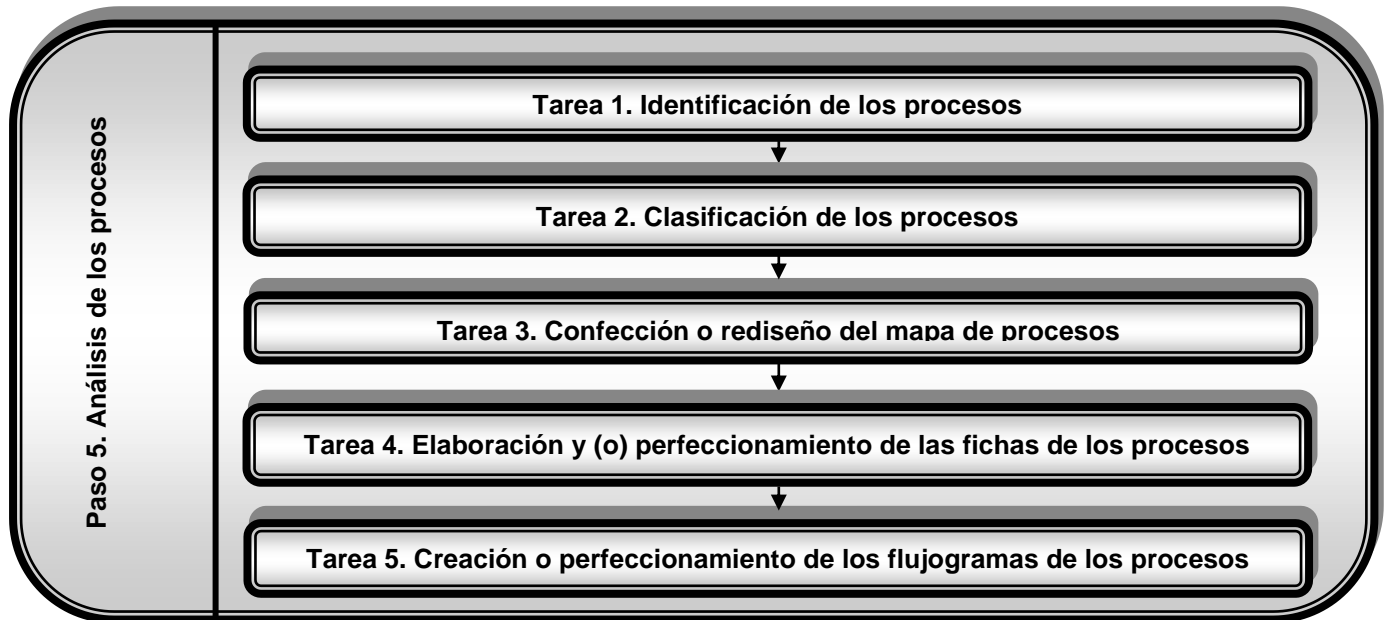 Paso 5. Análisis de los procesos
Tarea 1. Identificación de los procesos
Tarea 2. Clasificación de los procesos
Tarea 3. Confección o rediseño del mapa de procesos
Tarea 4. Elaboración y (o) perfeccionamiento de las fichas de los procesos
Tarea 5. Creación o perfeccionamiento de los flujogramas de los procesos